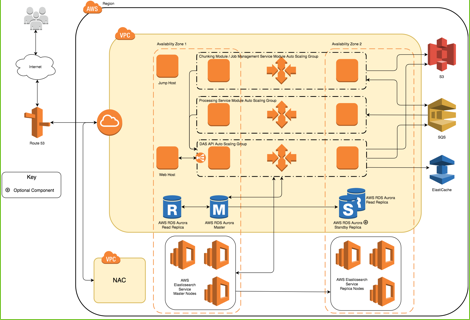 Region
AWS
VPC
Availability Zone 1
Availability Zone 2
Chunking Module / Job Management Service Module Auto Scaling Group
Internet
Jump Host
S3
Processing Service Module Auto Scaling Group
Route 53
SQS
DAS API Auto Scaling Group
Key
Optional Component
Web Host
ElastiCache
R
M
S
AWS RDS Aurora
Read Replica
AWS RDS Aurora
Read Replica
AWS RDS Aurora
Master
AWS RDS Aurora
Standby Replica
VPC
NAC
AWS
Elasticsearch
Service
Master Nodes
AWS Elasticsearch
Service
Replica Nodes